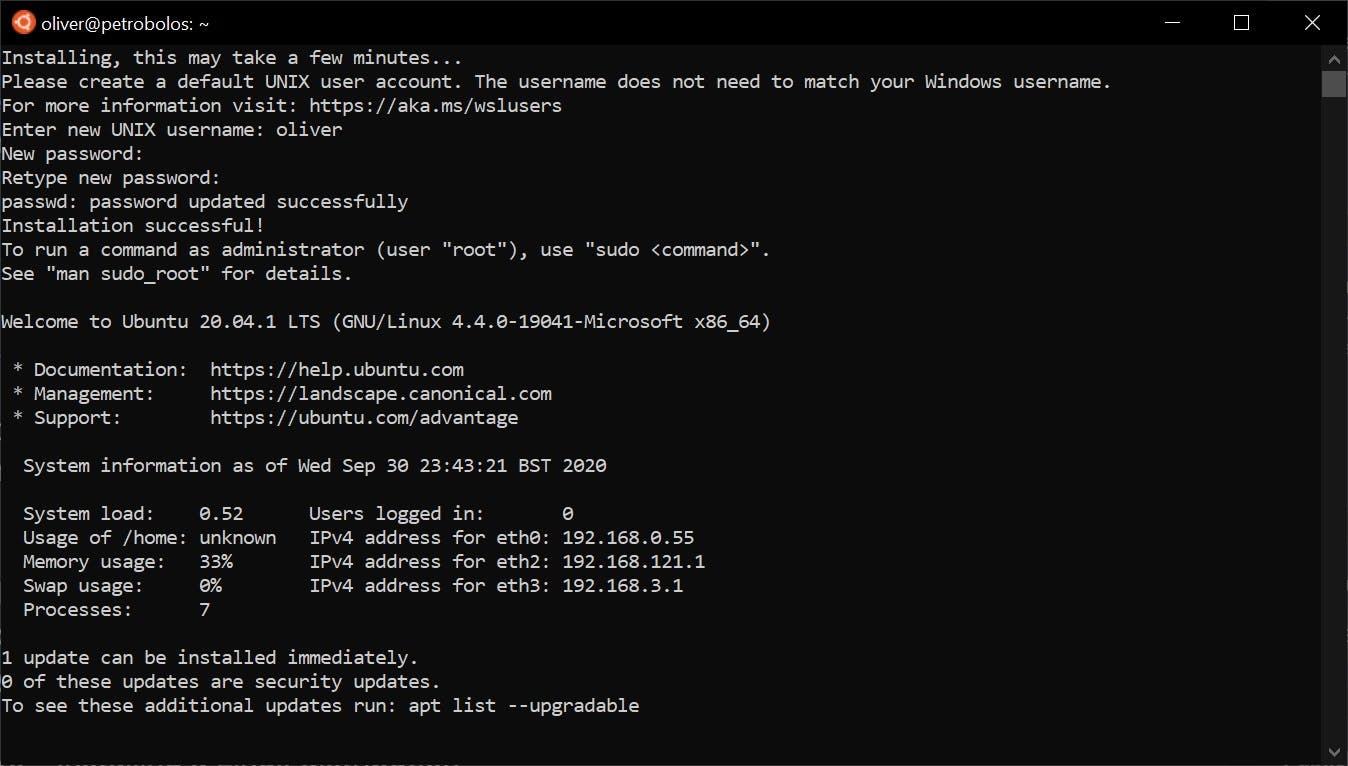 oliver@petrobolos: ~
Installing, this may take a few minutes...
Please create a default UNIX user account. The username does not need to match your Windows username.
For more information visit: https://aka.ms/wslusers
Enter new UNIX username: oliver
New password:
Retype new password:
passwd: password updated successfully
Installation successful!
To run a command as administrator (user "root"), use "sudo <command>".
See "man sudo_root" for details.

Welcome to Ubuntu 20.04.1 LTS (GNU/Linux 4.4.0-19041-Microsoft x86_64)

 * Documentation:  https://help.ubuntu.com
 * Management:     https://landscape.canonical.com
 * Support:        https://ubuntu.com/advantage

  System information as of Wed Sep 30 23:43:21 BST 2020

  System load:    0.52      Users logged in:       0
  Usage of /home: unknown   IPv4 address for eth0: 192.168.0.55
  Memory usage:   33%       IPv4 address for eth2: 192.168.121.1
  Swap usage:     0%        IPv4 address for eth3: 192.168.3.1
  Processes:      7

1 update can be installed immediately.
0 of these updates are security updates.
To see these additional updates run: apt list --upgradable